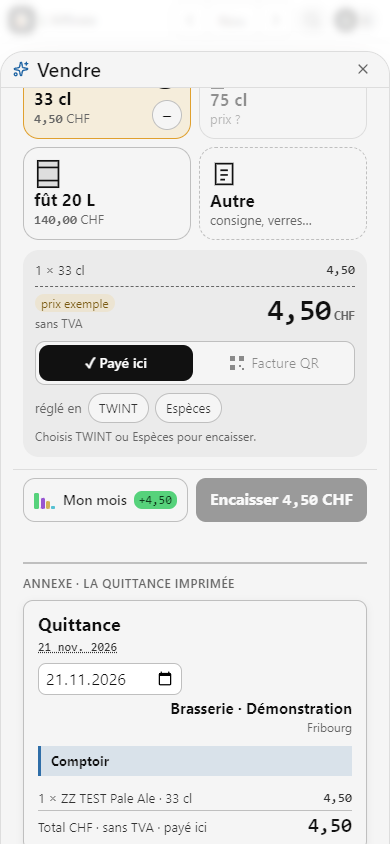 Vendre
33 cl
4,50 CHF
75 cl
prix ?
fût 20 L
140,00 CHF
Autre
consigne, verres…
1 × 33 cl 4,50
prix exemple
sans TVA
4,50 CHF
✓ Payé ici
Facture QR
réglé en TWINT Espèces
Choisis TWINT ou Espèces pour encaisser.
Mon mois +4,50
Encaisser 4,50 CHF
ANNEXE · LA QUITTANCE IMPRIMÉE
Quittance
21 nov. 2026
21.11.2026
Brasserie · Démonstration
Fribourg
Comptoir
1 × ZZ TEST Pale Ale · 33 cl 4,50
Total CHF · sans TVA · payé ici 4,50